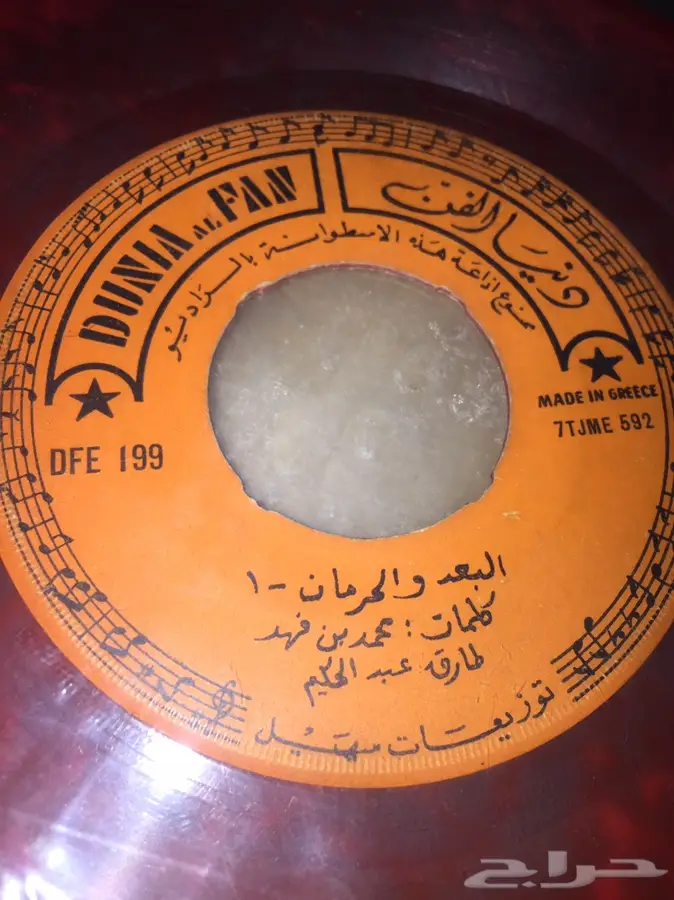 DUNIA AL FAN
دنيا الفن
ممنوع اذاعة هذه الاسطوانة بالراديو
MADE IN GREECE
7TJME 592
DFE 199
البعد والحرمان - ١
كلمات : محمد بن فهد
طارق عبد الحكيم
توزيعات سهيل
حراج